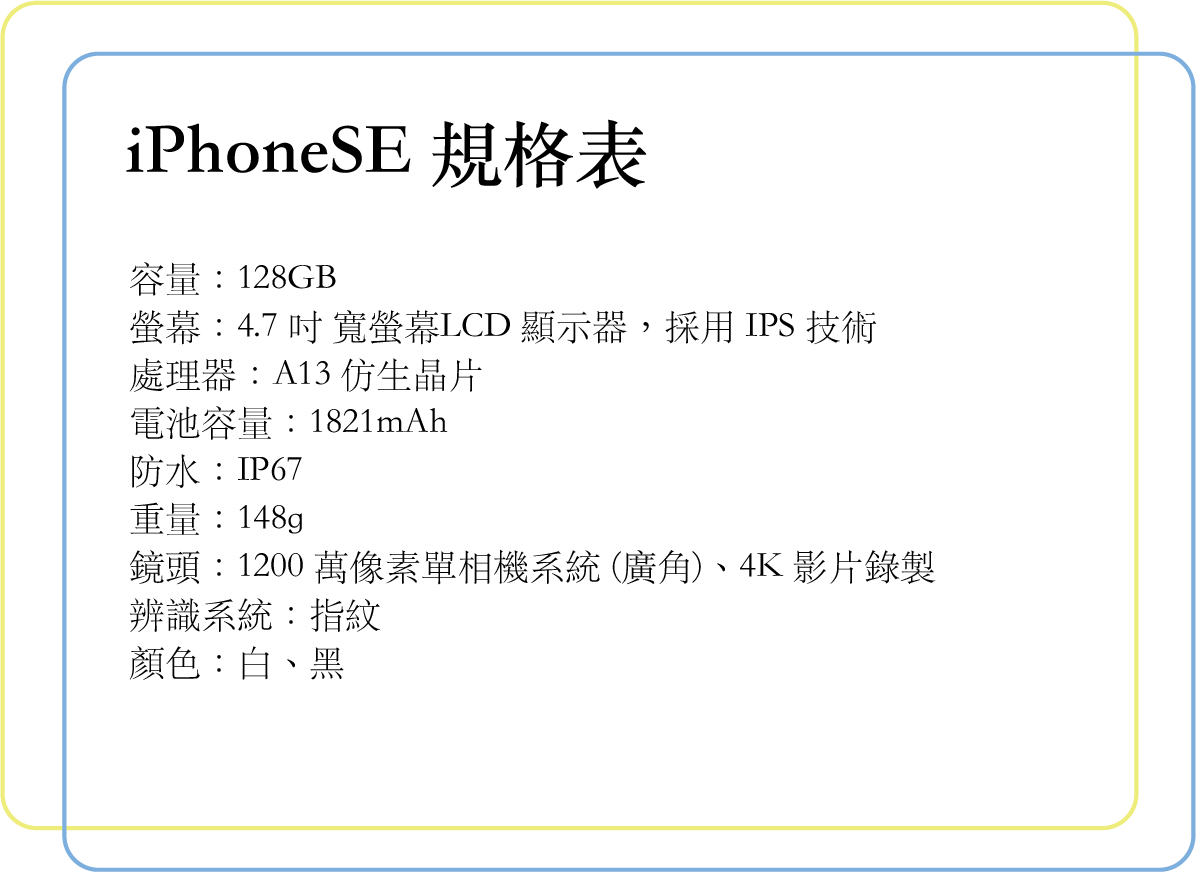 iPhoneSE 規格表
容量：128GB
螢幕：4.7 吋 寬螢幕LCD 顯示器，採用 IPS 技術
處理器：A13 仿生晶片
電池容量：1821mAh
防水：IP67
重量：148g
鏡頭：1200 萬像素單相機系統 (廣角)、4K 影片錄製
辨識系統：指紋
顏色：白、黑